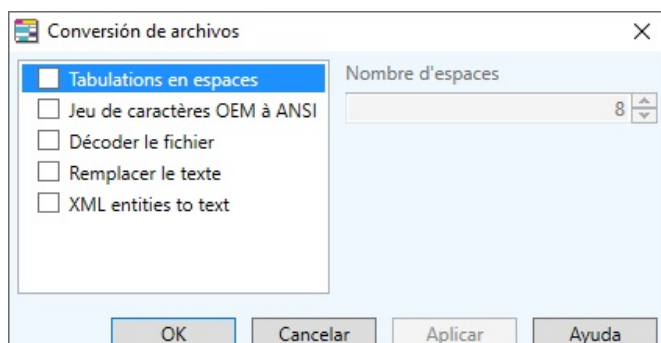 Conversión de archivos
Tabulations en espaces
Jeu de caractères OEM à ANSI
Décoder le fichier
Remplacer le texte
XML entities to text
Nombre d'espaces
8
OK Cancelar Aplicar Ayuda